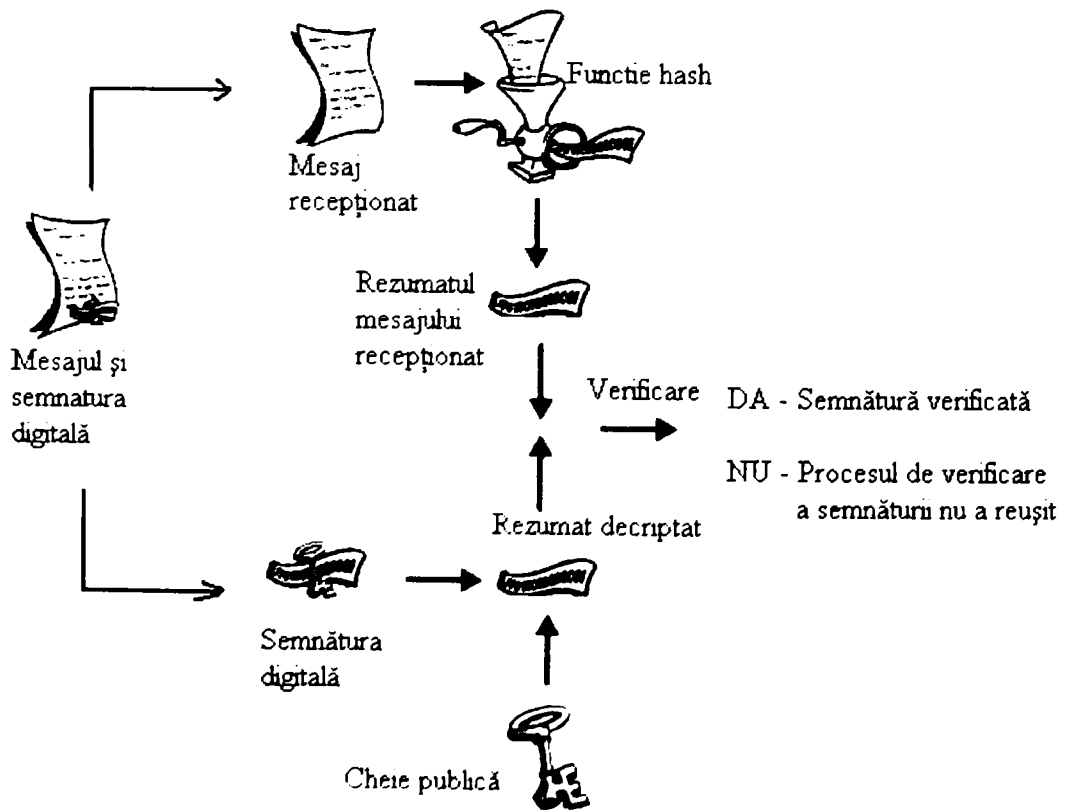 Functie hash
Mesaj
recepționat
Rezumatul
mesajului
recepționat
Mesajul și
semnatura
digitală
Verificare
DA - Semnătură verificată
NU - Procesul de verificare
a semnăturii nu a reușit
Rezumat decriptat
Semnătura
digitală
Cheie publică